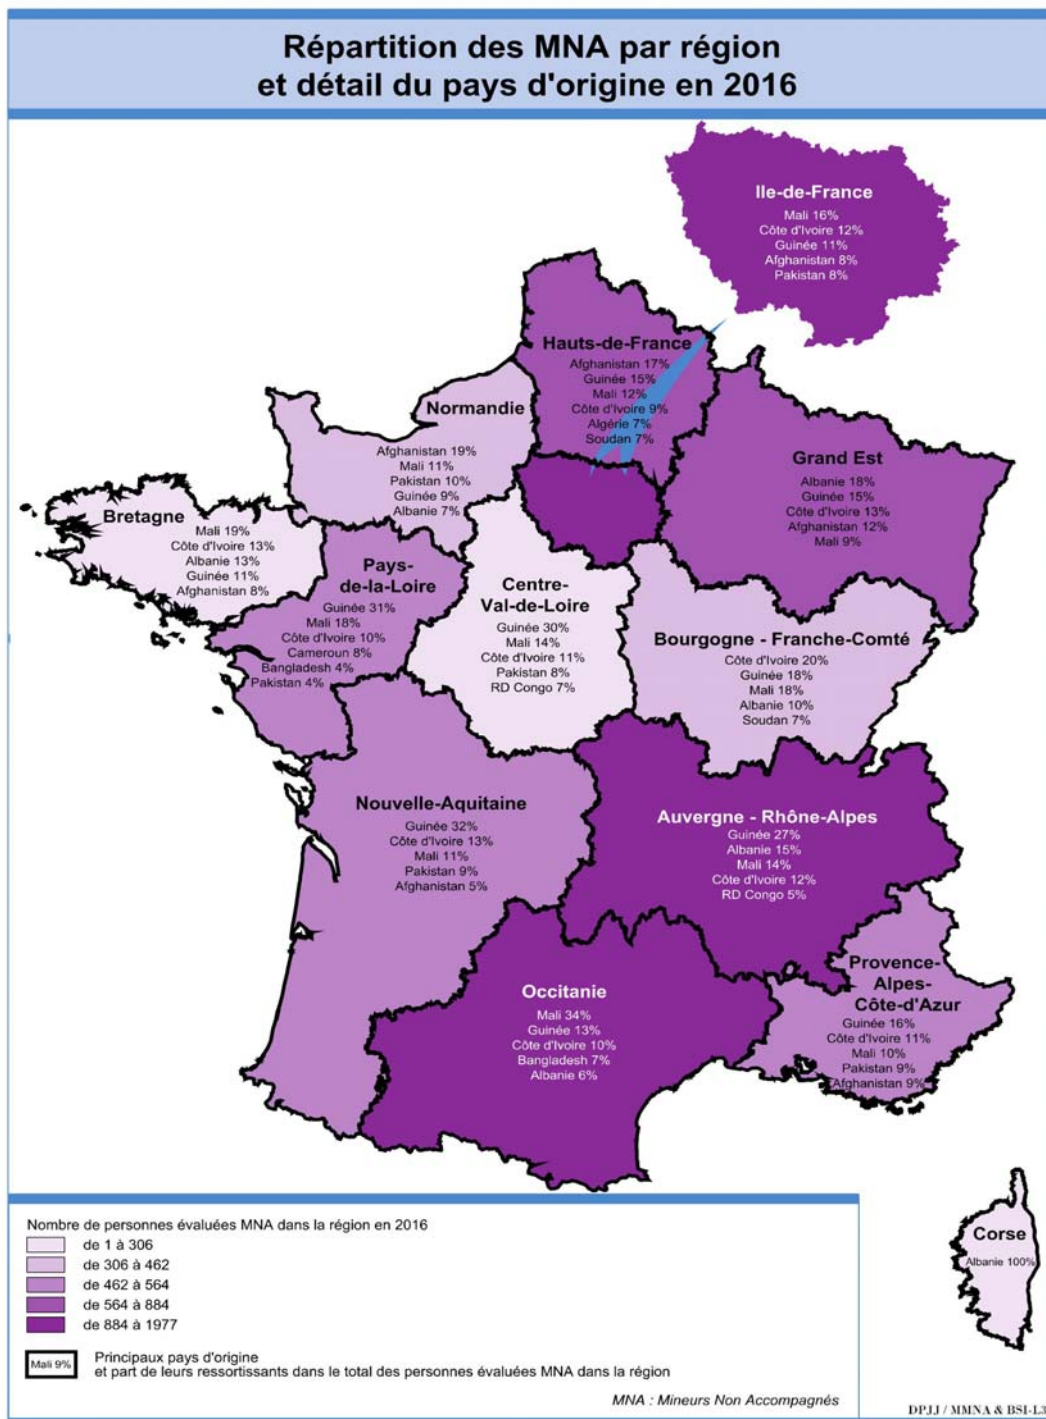 Répartition des MNA par région
et détail du pays d'origine en 2016
Ile-de-France
Mali 16%
Côte d'Ivoire 12%
Guinée 11%
Afghanistan 8%
Pakistan 8%
Hauts-de-France
Afghanistan 17%
Guinée 15%
Mali 12%
Côte d'Ivoire 9%
Algérie 7%
Soudan 7%
Normandie
Afghanistan 19%
Mali 11%
Pakistan 10%
Guinée 9%
Albanie 7%
Grand Est
Albanie 18%
Guinée 15%
Côte d'Ivoire 13%
Afghanistan 12%
Mali 9%
Bretagne
Mali 19%
Côte d'Ivoire 13%
Albanie 13%
Guinée 11%
Afghanistan 8%
Pays-
de-la-Loire
Guinée 31%
Mali 18%
Côte d'Ivoire 10%
Cameroun 8%
Bangladesh 4%
Pakistan 4%
Centre-
Val-de-Loire
Guinée 30%
Mali 14%
Côte d'Ivoire 11%
Pakistan 8%
RD Congo 7%
Bourgogne - Franche-Comté
Côte d'Ivoire 20%
Guinée 18%
Mali 18%
Albanie 10%
Soudan 7%
Nouvelle-Aquitaine
Guinée 32%
Côte d'Ivoire 13%
Mali 11%
Pakistan 9%
Afghanistan 5%
Auvergne - Rhône-Alpes
Guinée 27%
Albanie 15%
Mali 14%
Côte d'Ivoire 12%
RD Congo 5%
Occitanie
Mali 34%
Guinée 13%
Côte d'Ivoire 10%
Bangladesh 7%
Albanie 6%
Provence-
Alpes-
Côte-d'Azur
Guinée 16%
Côte d'Ivoire 11%
Mali 10%
Pakistan 9%
Afghanistan 9%
Corse
Albanie 100%
Nombre de personnes évaluées MNA dans la région en 2016
de 1 à 306
de 306 à 462
de 462 à 564
de 564 à 884
de 884 à 1977
Mali 9%
Principaux pays d'origine
et part de leurs ressortissants dans le total des personnes évaluées MNA dans la région
MNA : Mineurs Non Accompagnés
DPJJ / MMNA & BSI-L3